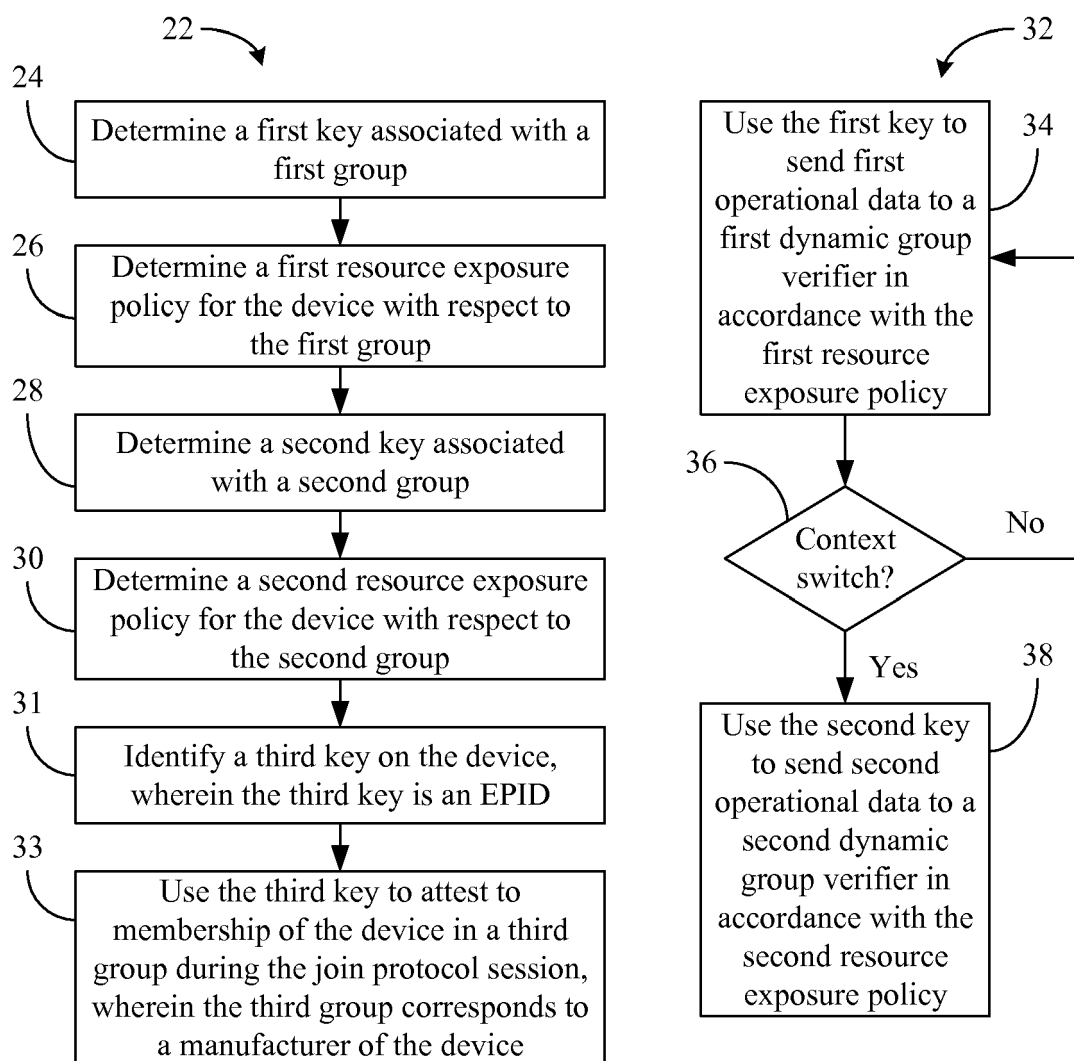 22
24
Determine a first key associated with a
first group
26
Determine a first resource exposure
policy for the device with respect to
the first group
28
Determine a second key associated
with a second group
30
Determine a second resource exposure
policy for the device with respect to
the second group
31
Identify a third key on the device,
wherein the third key is an EPID
33
Use the third key to attest to
membership of the device in a third
group during the join protocol session,
wherein the third group corresponds to
a manufacturer of the device
32
Use the first key to
send first
operational data to a
first dynamic group
verifier in
accordance with the
first resource
exposure policy
34
36
Context
switch?
No
Yes
38
Use the second key
to send second
operational data to a
second dynamic
group verifier in
accordance with the
second resource
exposure policy